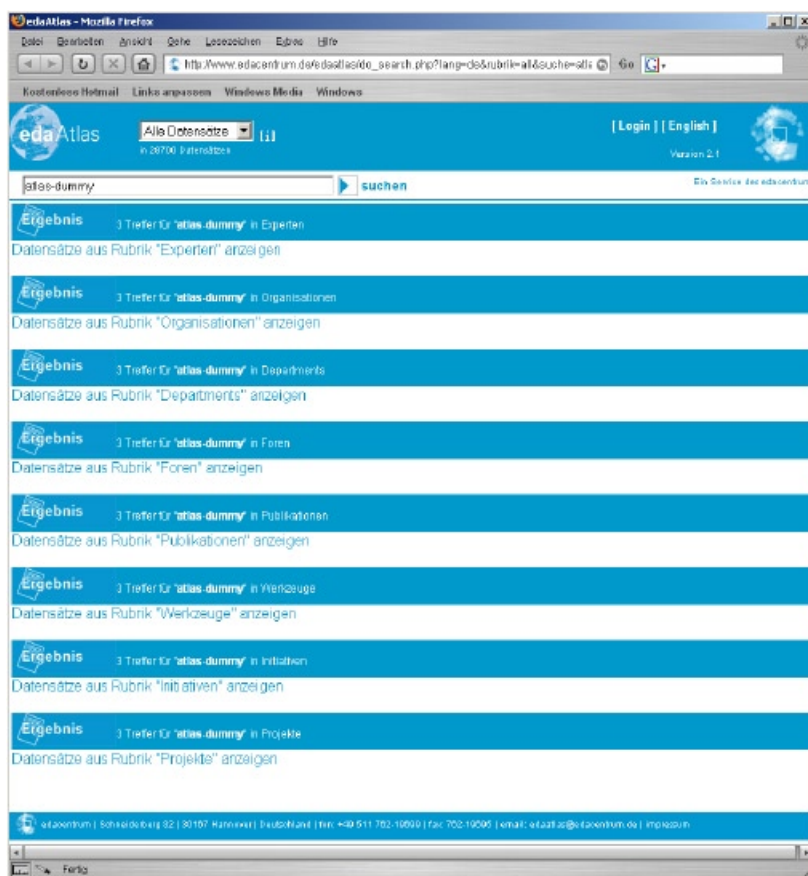 edaAtlas - Mozilla Firefox
Datei Bearbeiten Ansicht Gehe Lesezeichen Extras Hilfe
http://www.edacentrum.de/edaatlas/do_search.php?lang=de&rubrik=all&suche=atla Go G
Kostenloses Hotmail Links anpassen Windows Media Windows
edaAtlas Alle Datensätze [i] [ Login ] [ English ]
in 28700 Datensätzen Version 2.1
atlas-dummy suchen Ein Service des edacentrum
Ergebnis 3 Treffer für "atlas-dummy" in Experten
Datensätze aus Rubrik "Experten" anzeigen
Ergebnis 3 Treffer für "atlas-dummy" in Organisationen
Datensätze aus Rubrik "Organisationen" anzeigen
Ergebnis 3 Treffer für "atlas-dummy" in Departments
Datensätze aus Rubrik "Departments" anzeigen
Ergebnis 3 Treffer für "atlas-dummy" in Foren
Datensätze aus Rubrik "Foren" anzeigen
Ergebnis 3 Treffer für "atlas-dummy" in Publikationen
Datensätze aus Rubrik "Publikationen" anzeigen
Ergebnis 3 Treffer für "atlas-dummy" in Werkzeuge
Datensätze aus Rubrik "Werkzeuge" anzeigen
Ergebnis 3 Treffer für "atlas-dummy" in Initiativen
Datensätze aus Rubrik "Initiativen" anzeigen
Ergebnis 3 Treffer für "atlas-dummy" in Projekte
Datensätze aus Rubrik "Projekte" anzeigen
edacentrum | Schneiderberg 32 | 30167 Hannover | Deutschland | fon: +49 511 762-19699 | fax: 762-19695 | email: edaatlas@edacentrum.de | impressum
Fertig